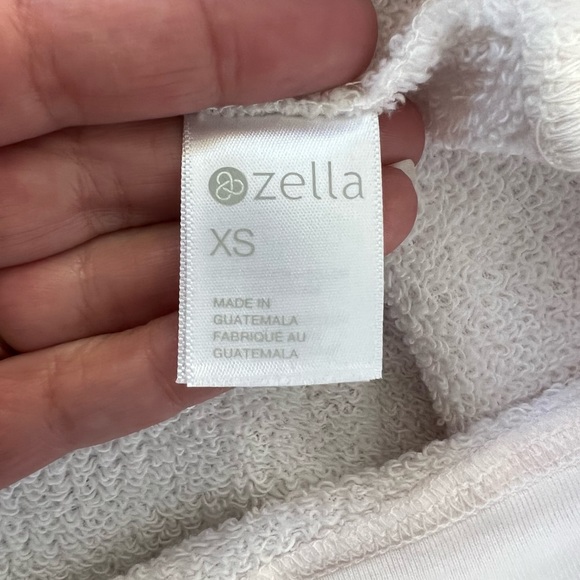 zella
XS
MADE IN
GUATEMALA
FABRIQUÉ AU
GUATEMALA